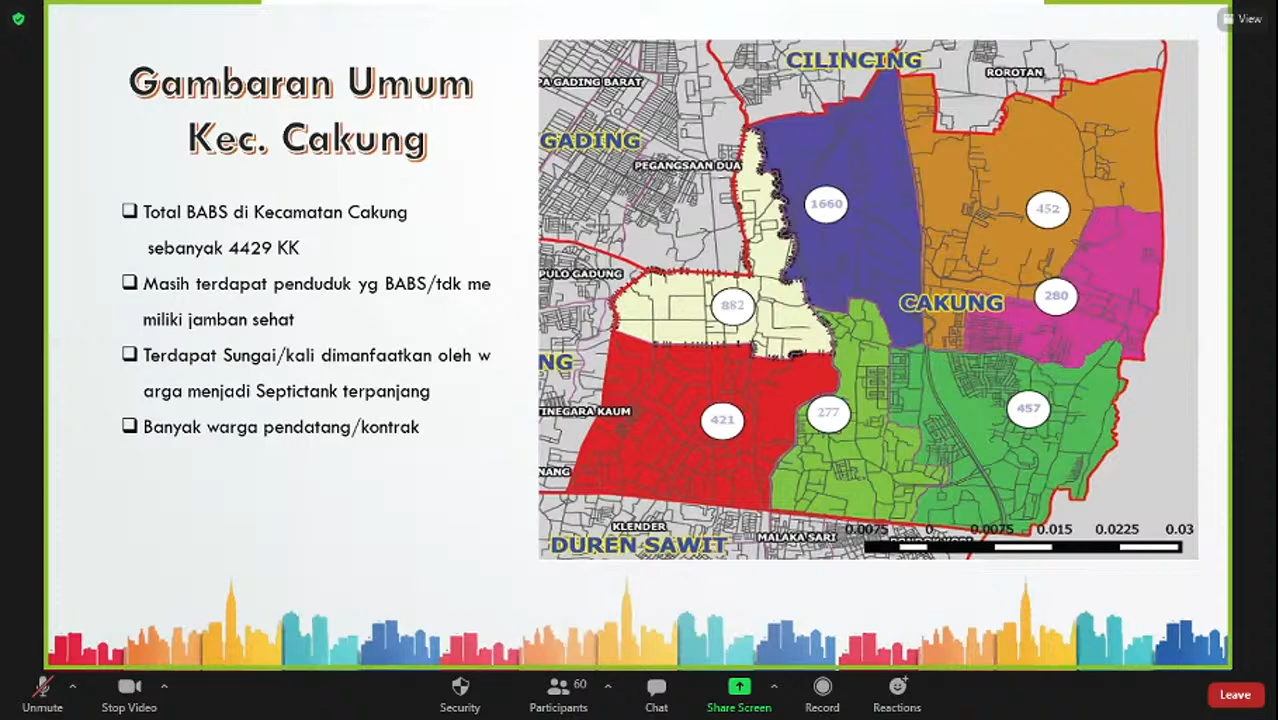 View
Gambaran Umum
Kec. Cakung
Total BABS di Kecamatan Cakung
sebanyak 4429 KK
Masih terdapat penduduk yg BABS/tdk me
miliki jamban sehat
Terdapat Sungai/kali dimanfaatkan oleh w
arga menjadi Septictank terpanjang
Banyak warga pendatang/kontrak
CILINCING
ROROTAN
PA GADING BARAT
GADING
PEGANGSAAN DUA
1660
452
PULO GADUNG
280
CAKUNG
882
NG
TINEGARA KAUM
421
277
457
NANG
KLENDER
DUREN SAWIT
MALAKA SARI
0.0075 0 0.0075 0.015 0.0225 0.03
Unmute
Stop Video
Security
60
Participants
Chat
Share Screen
Record
Reactions
Leave